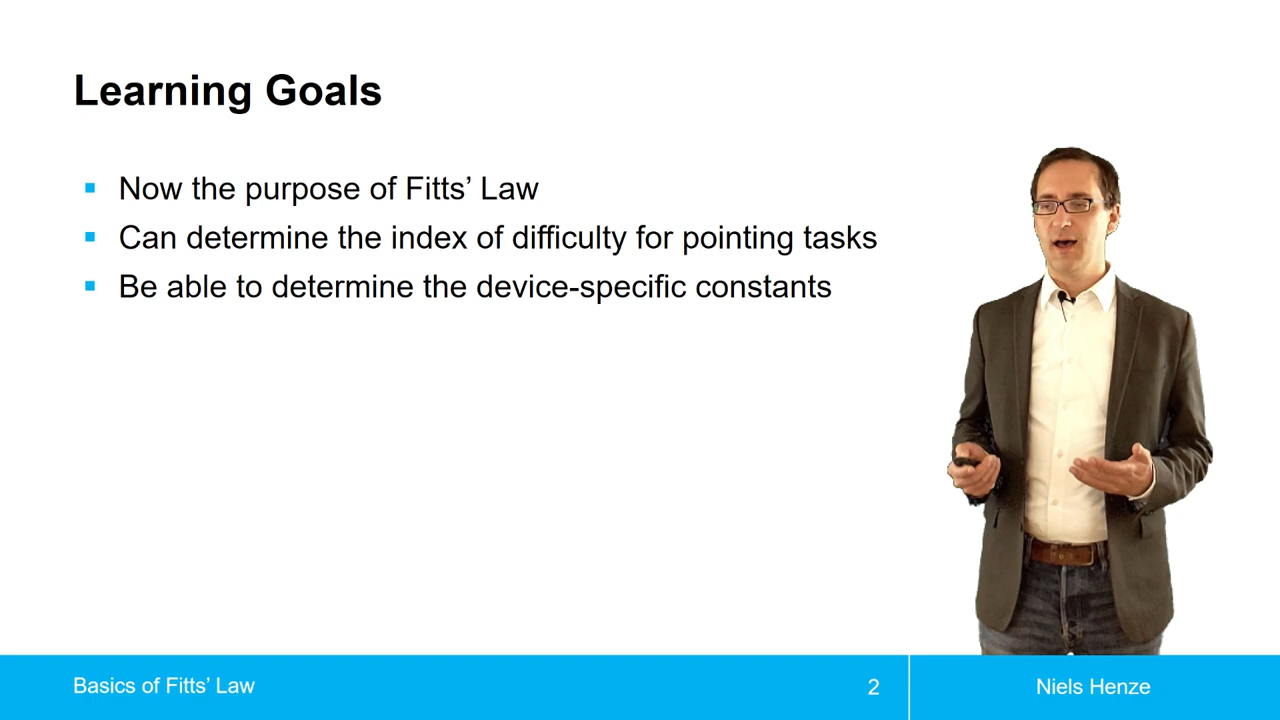 Learning Goals
Now the purpose of Fitts’ Law
Can determine the index of difficulty for pointing tasks
Be able to determine the device-specific constants
Basics of Fitts’ Law
2
Niels Henze